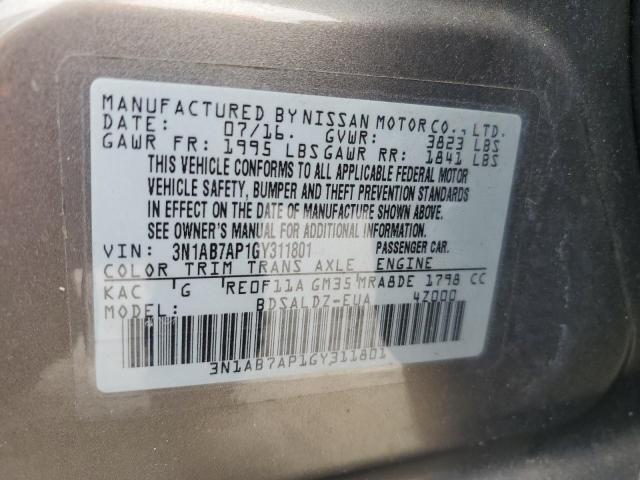 MANUFACTURED BY NISSAN MOTOR CO., LTD.
DATE: 07/16. GVWR: 3823 LBS
GAWR FR: 1995 LBS GAWR RR: 1841 LBS
THIS VEHICLE CONFORMS TO ALL APPLICABLE FEDERAL MOTOR
VEHICLE SAFETY, BUMPER AND THEFT PREVENTION STANDARDS
IN EFFECT ON THE DATE OF MANUFACTURE SHOWN ABOVE.
SEE OWNER'S MANUAL FOR ADDITIONAL INFORMATION.
VIN: 3N1AB7AP1GY311801 PASSENGER CAR.
COLOR TRIM TRANS AXLE ENGINE
KAC G RE0F11A GM35 MRA8DE 1798 CC
MODEL: BDSALDZ-EUA 4Z000
3N1AB7AP1GY311801